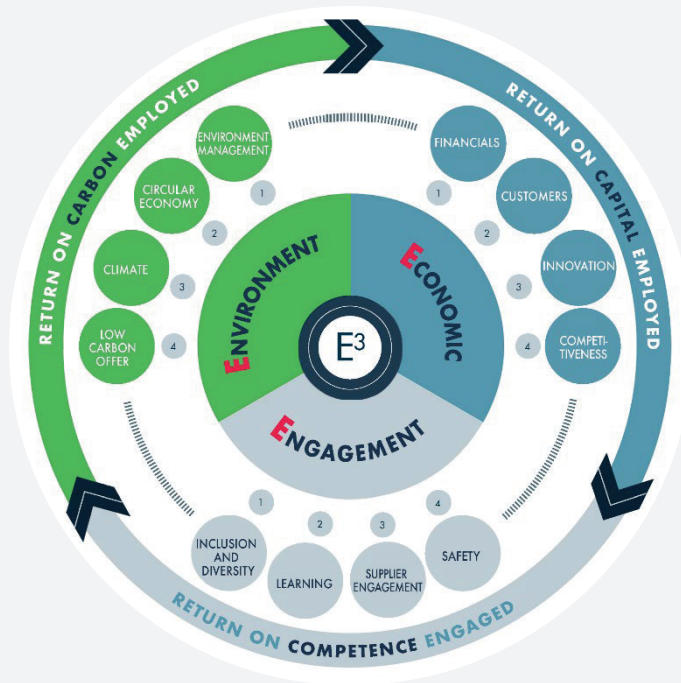 RETURN ON CARBON EMPLOYED
RETURN ON CAPITAL EMPLOYED
RETURN ON COMPETENCE ENGAGED
ENVIRONMENT
MANAGEMENT
1
CIRCULAR
ECONOMY
2
CLIMATE
3
LOW
CARBON
OFFER
4
FINANCIALS
1
CUSTOMERS
2
INNOVATION
3
COMPETI-
TIVENESS
4
ENVIRONMENT
ECONOMIC
E³
ENGAGEMENT
1
INCLUSION
AND
DIVERSITY
2
LEARNING
3
SUPPLIER
ENGAGEMENT
4
SAFETY